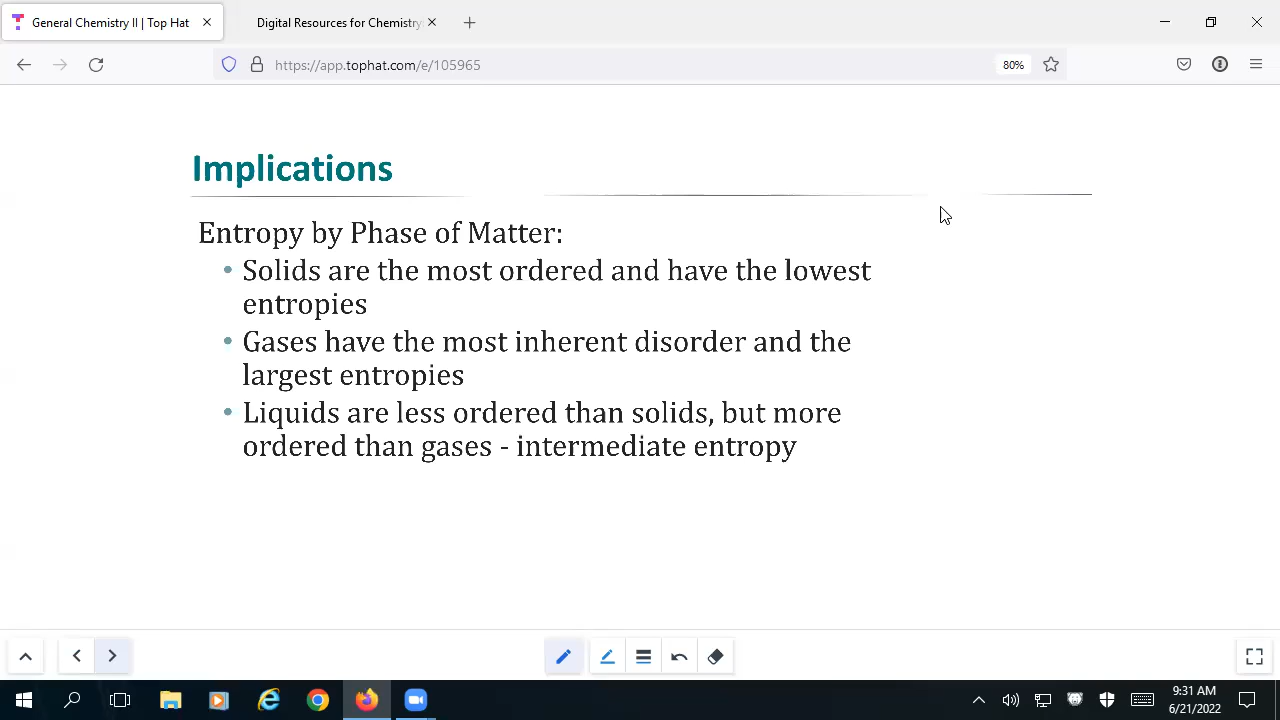 General Chemistry II | Top Hat
Digital Resources for Chemistry
https://app.tophat.com/e/105965
80%
Implications
Entropy by Phase of Matter:
• Solids are the most ordered and have the lowest
entropies
• Gases have the most inherent disorder and the
largest entropies
• Liquids are less ordered than solids, but more
ordered than gases - intermediate entropy
9:31 AM
6/21/2022